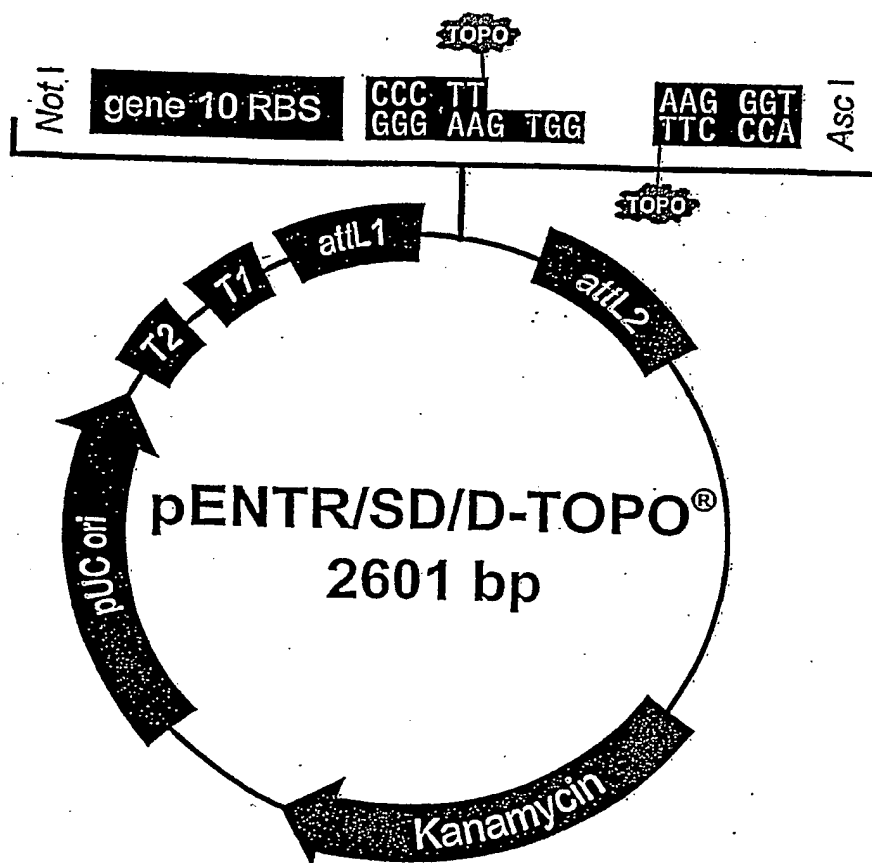 TOPO
Not I
gene 10 RBS
CCC TT
GGG AAG TGG
AAG GGT
TTC CCA
Asc I
TOPO
attL1
attL2
T1
T2
pUC ori
pENTR/SD/D-TOPO®
2601 bp
Kanamycin